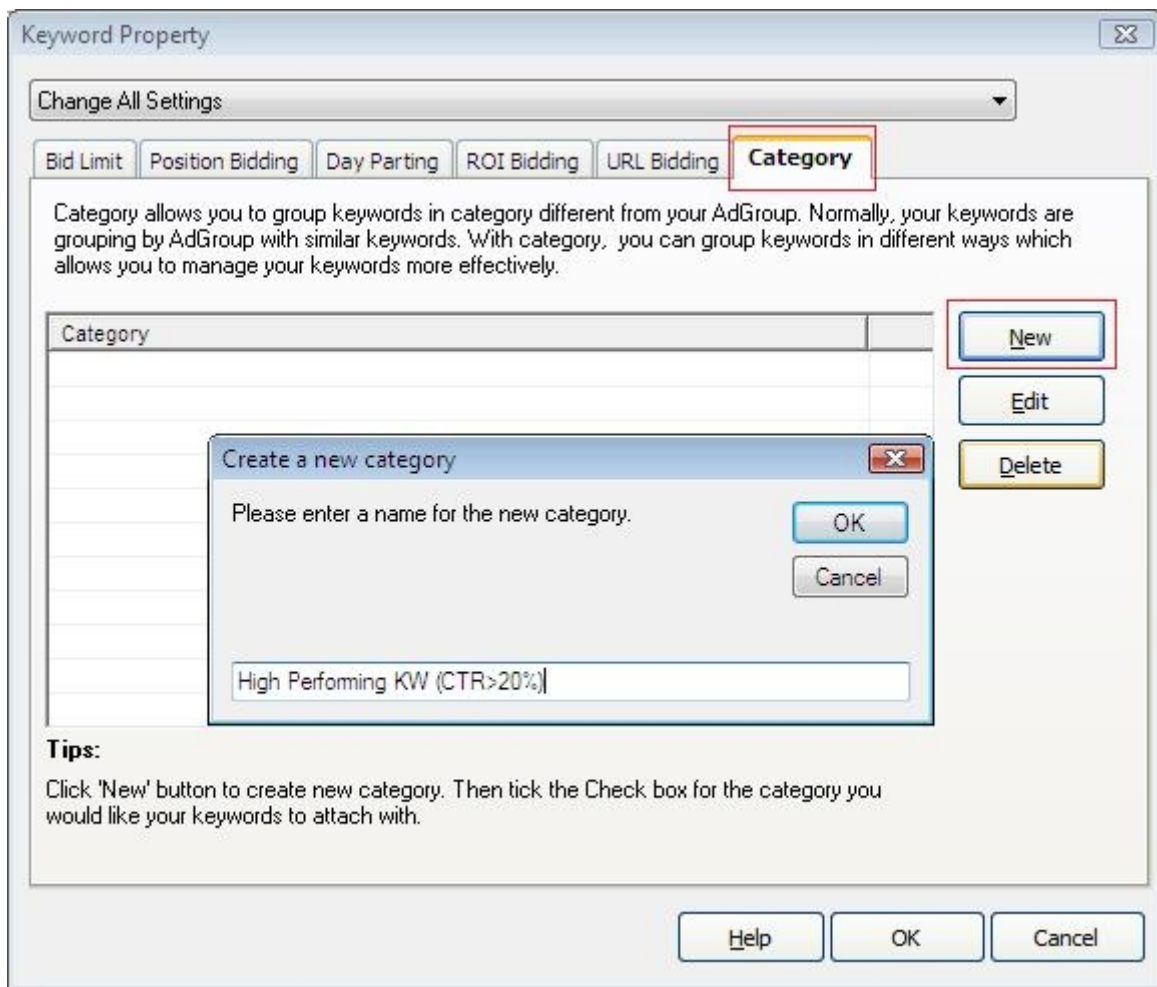 Keyword Property
Change All Settings
Bid Limit
Position Bidding
Day Parting
ROI Bidding
URL Bidding
Category
Category allows you to group keywords in category different from your AdGroup. Normally, your keywords are
grouping by AdGroup with similar keywords. With category, you can group keywords in different ways which
allows you to manage your keywords more effectively.
Category
New
Edit
Delete
Create a new category
Please enter a name for the new category.
OK
Cancel
High Performing KW (CTR>20%)
Tips:
Click 'New' button to create new category. Then tick the Check box for the category you
would like your keywords to attach with.
Help
OK
Cancel